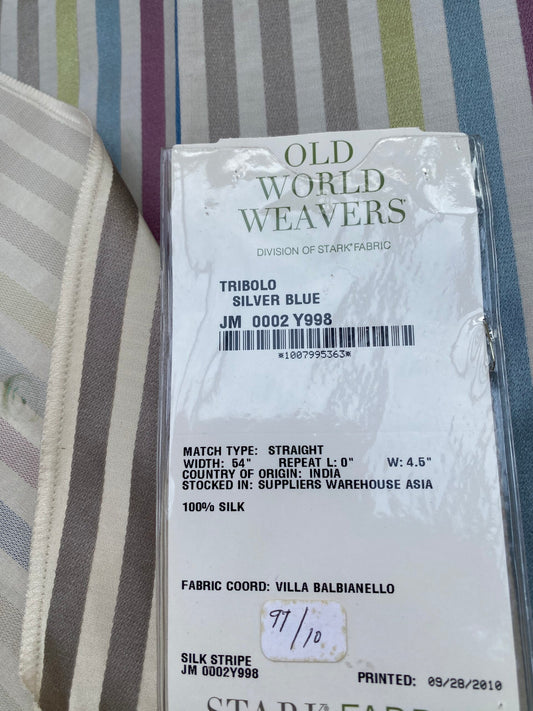 OLD
WORLD
WEAVERS®
DIVISION OF STARK® FABRIC
TRIBOLO
SILVER BLUE
JM 0002 Y998
*1007995363*
MATCH TYPE: STRAIGHT
WIDTH: 54" REPEAT L: 0" W: 4.5"
COUNTRY OF ORIGIN: INDIA
STOCKED IN: SUPPLIERS WAREHOUSE ASIA
100% SILK
FABRIC COORD: VILLA BALBIANELLO
97/10
SILK STRIPE
JM 0002Y998
PRINTED: 09/28/2010
STARK FABR